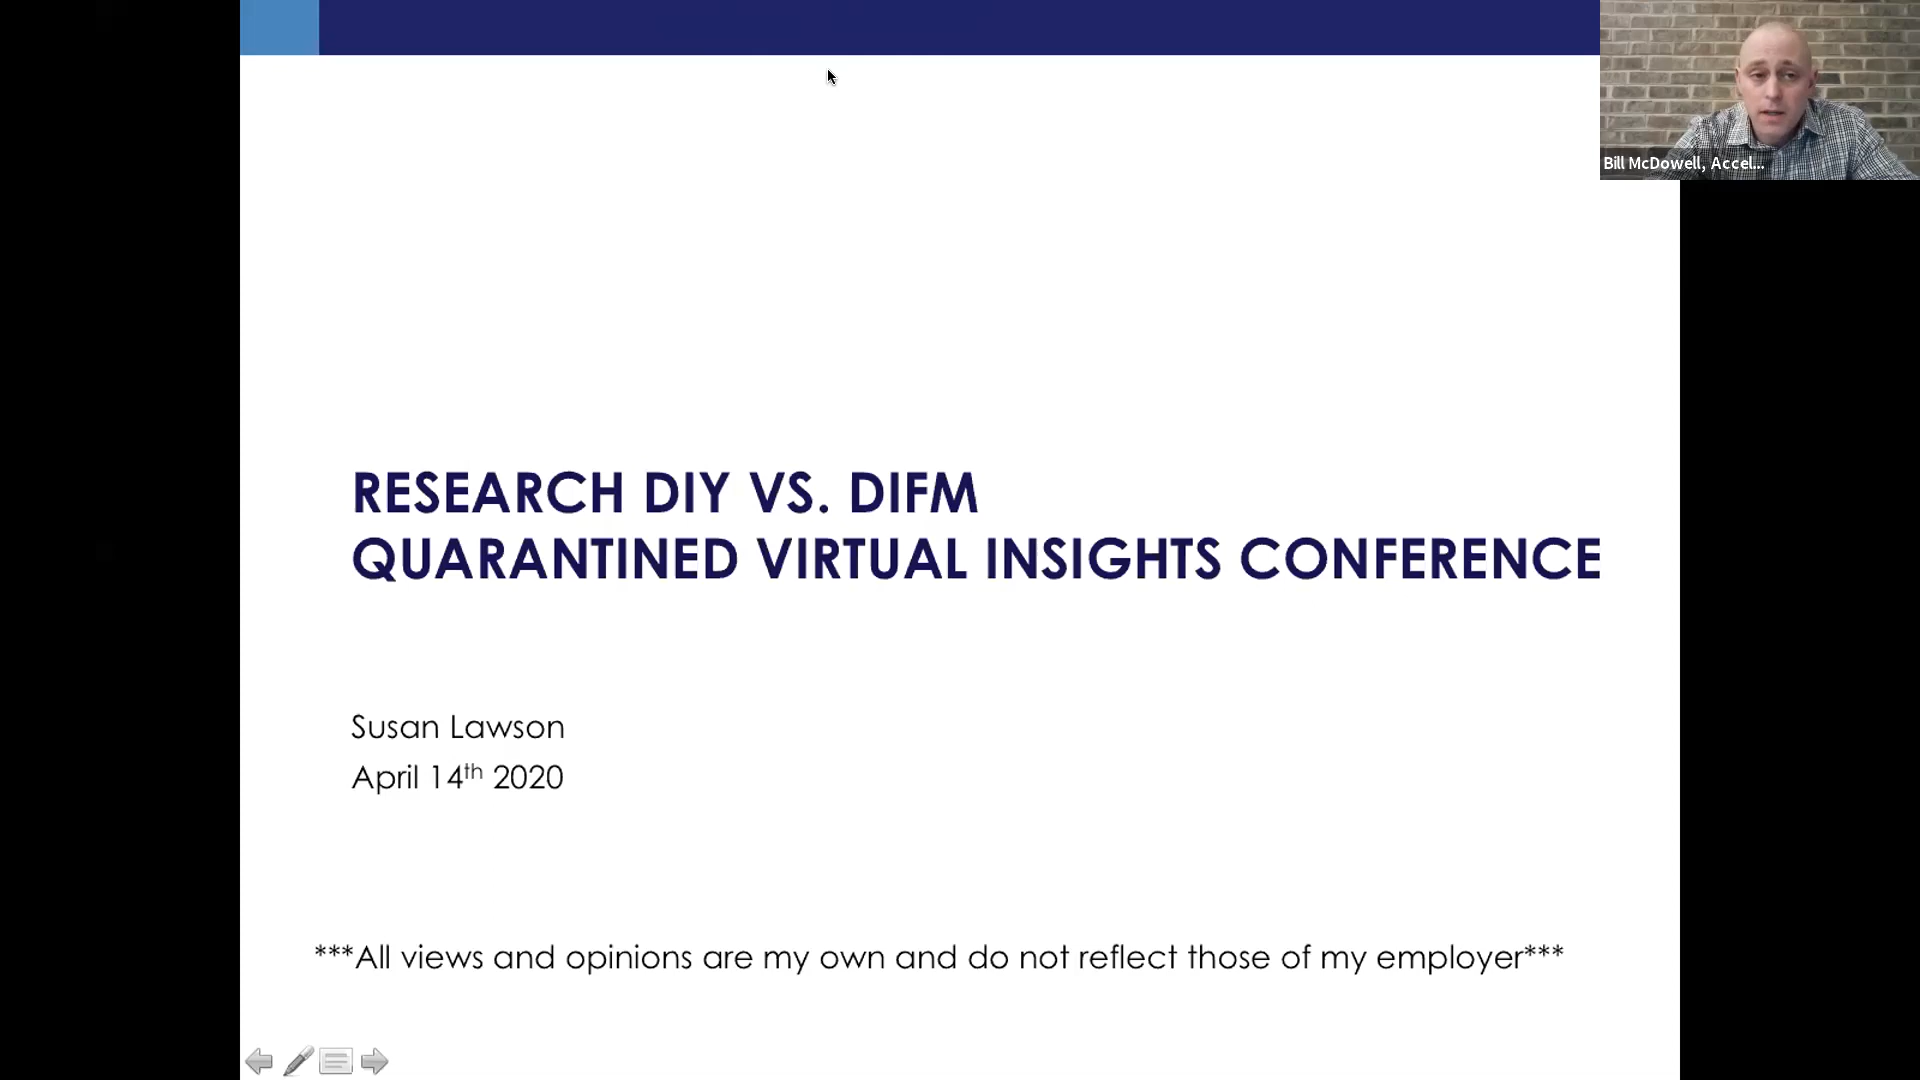 Bill McDowell, Accel...
RESEARCH DIY VS. DIFM
QUARANTINED VIRTUAL INSIGHTS CONFERENCE
Susan Lawson
April 14th 2020
***All views and opinions are my own and do not reflect those of my employer***